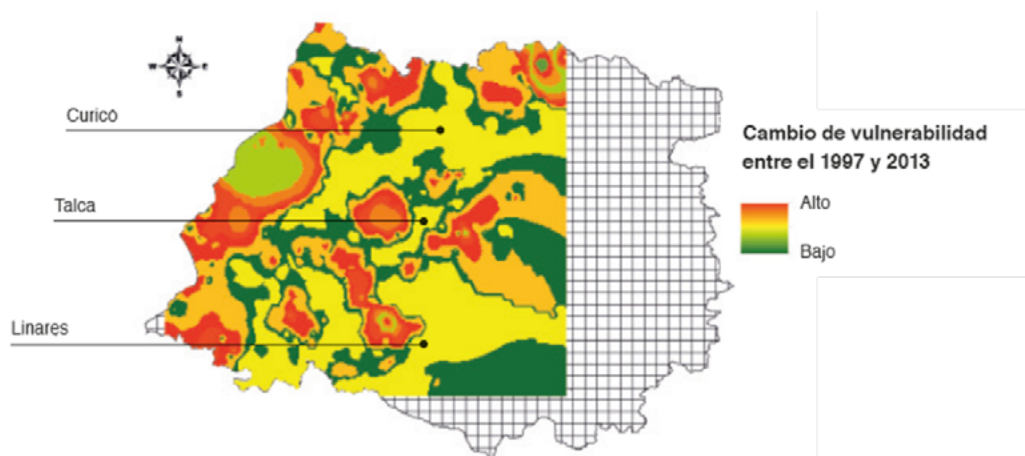 N
W E
S
Curicó
Talca
Linares
Cambio de vulnerabilidad
entre el 1997 y 2013
Alto
Bajo